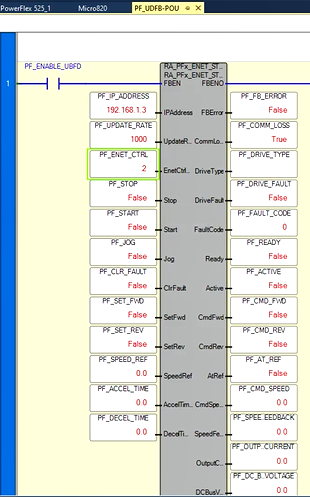 PowerFlex 525_1 Micro820 PF_UDFB-POU
PF_ENABLE_UBFD
1
RA_PFx_ENET_ST...
RA_PFx_ENET_ST...
FBEN FBENO
PF_IP_ADDRESS PF_FB_ERROR
192.168.1.3 IPAddress FBError False
PF_UPDATE_RATE PF_COMM_LOSS
1000 UpdateR... CommLo... True
PF_ENET_CTRL PF_DRIVE_TYPE
2 EnetCtrl... DriveType
PF_STOP PF_DRIVE_FAULT
False Stop DriveFault False
PF_START PF_FAULT_CODE
False Start FaultCode 0
PF_JOG PF_READY
False Jog Ready False
PF_CLR_FAULT PF_ACTIVE
False ClrFault Active False
PF_SET_FWD PF_CMD_FWD
False SetFwd CmdFwd False
PF_SET_REV PF_CMD_REV
False SetRev CmdRev False
PF_SPEED_REF PF_AT_REF
0.0 SpeedRef AtRef False
PF_ACCEL_TIME PF_CMD_SPEED
0.0 AccelTim... CmdSpe... 0.0
PF_DECEL_TIME PF_SPEE..EEDBACK
0.0 DecelTi... SpeedFe... 0.0
PF_OUTP..CURRENT
OutputC... 0.0
PF_DC_B..VOLTAGE
DCBusV... 0.0